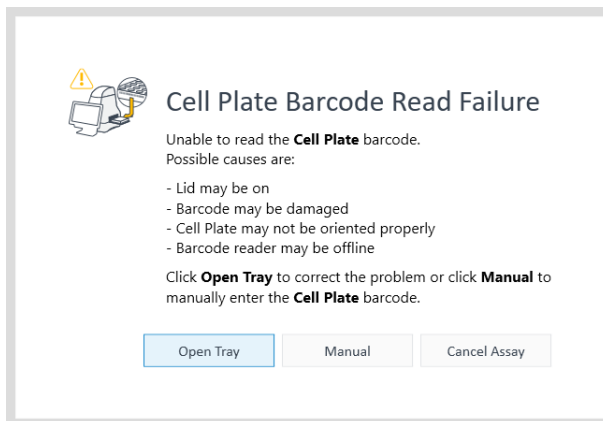 Cell Plate Barcode Read Failure
Unable to read the Cell Plate barcode.
Possible causes are:
- Lid may be on
- Barcode may be damaged
- Cell Plate may not be oriented properly
- Barcode reader may be offline
Click Open Tray to correct the problem or click Manual to
manually enter the Cell Plate barcode.
Open Tray
Manual
Cancel Assay